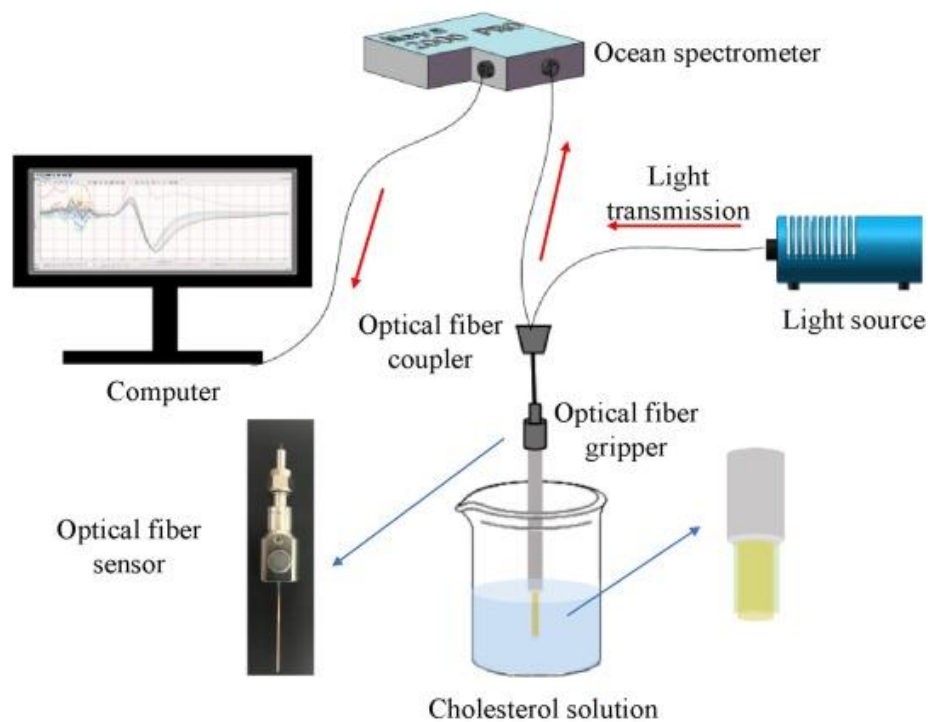 Ocean spectrometer
Light
transmission
Light source
Optical fiber
coupler
Computer
Optical fiber
gripper
Optical fiber
sensor
Cholesterol solution